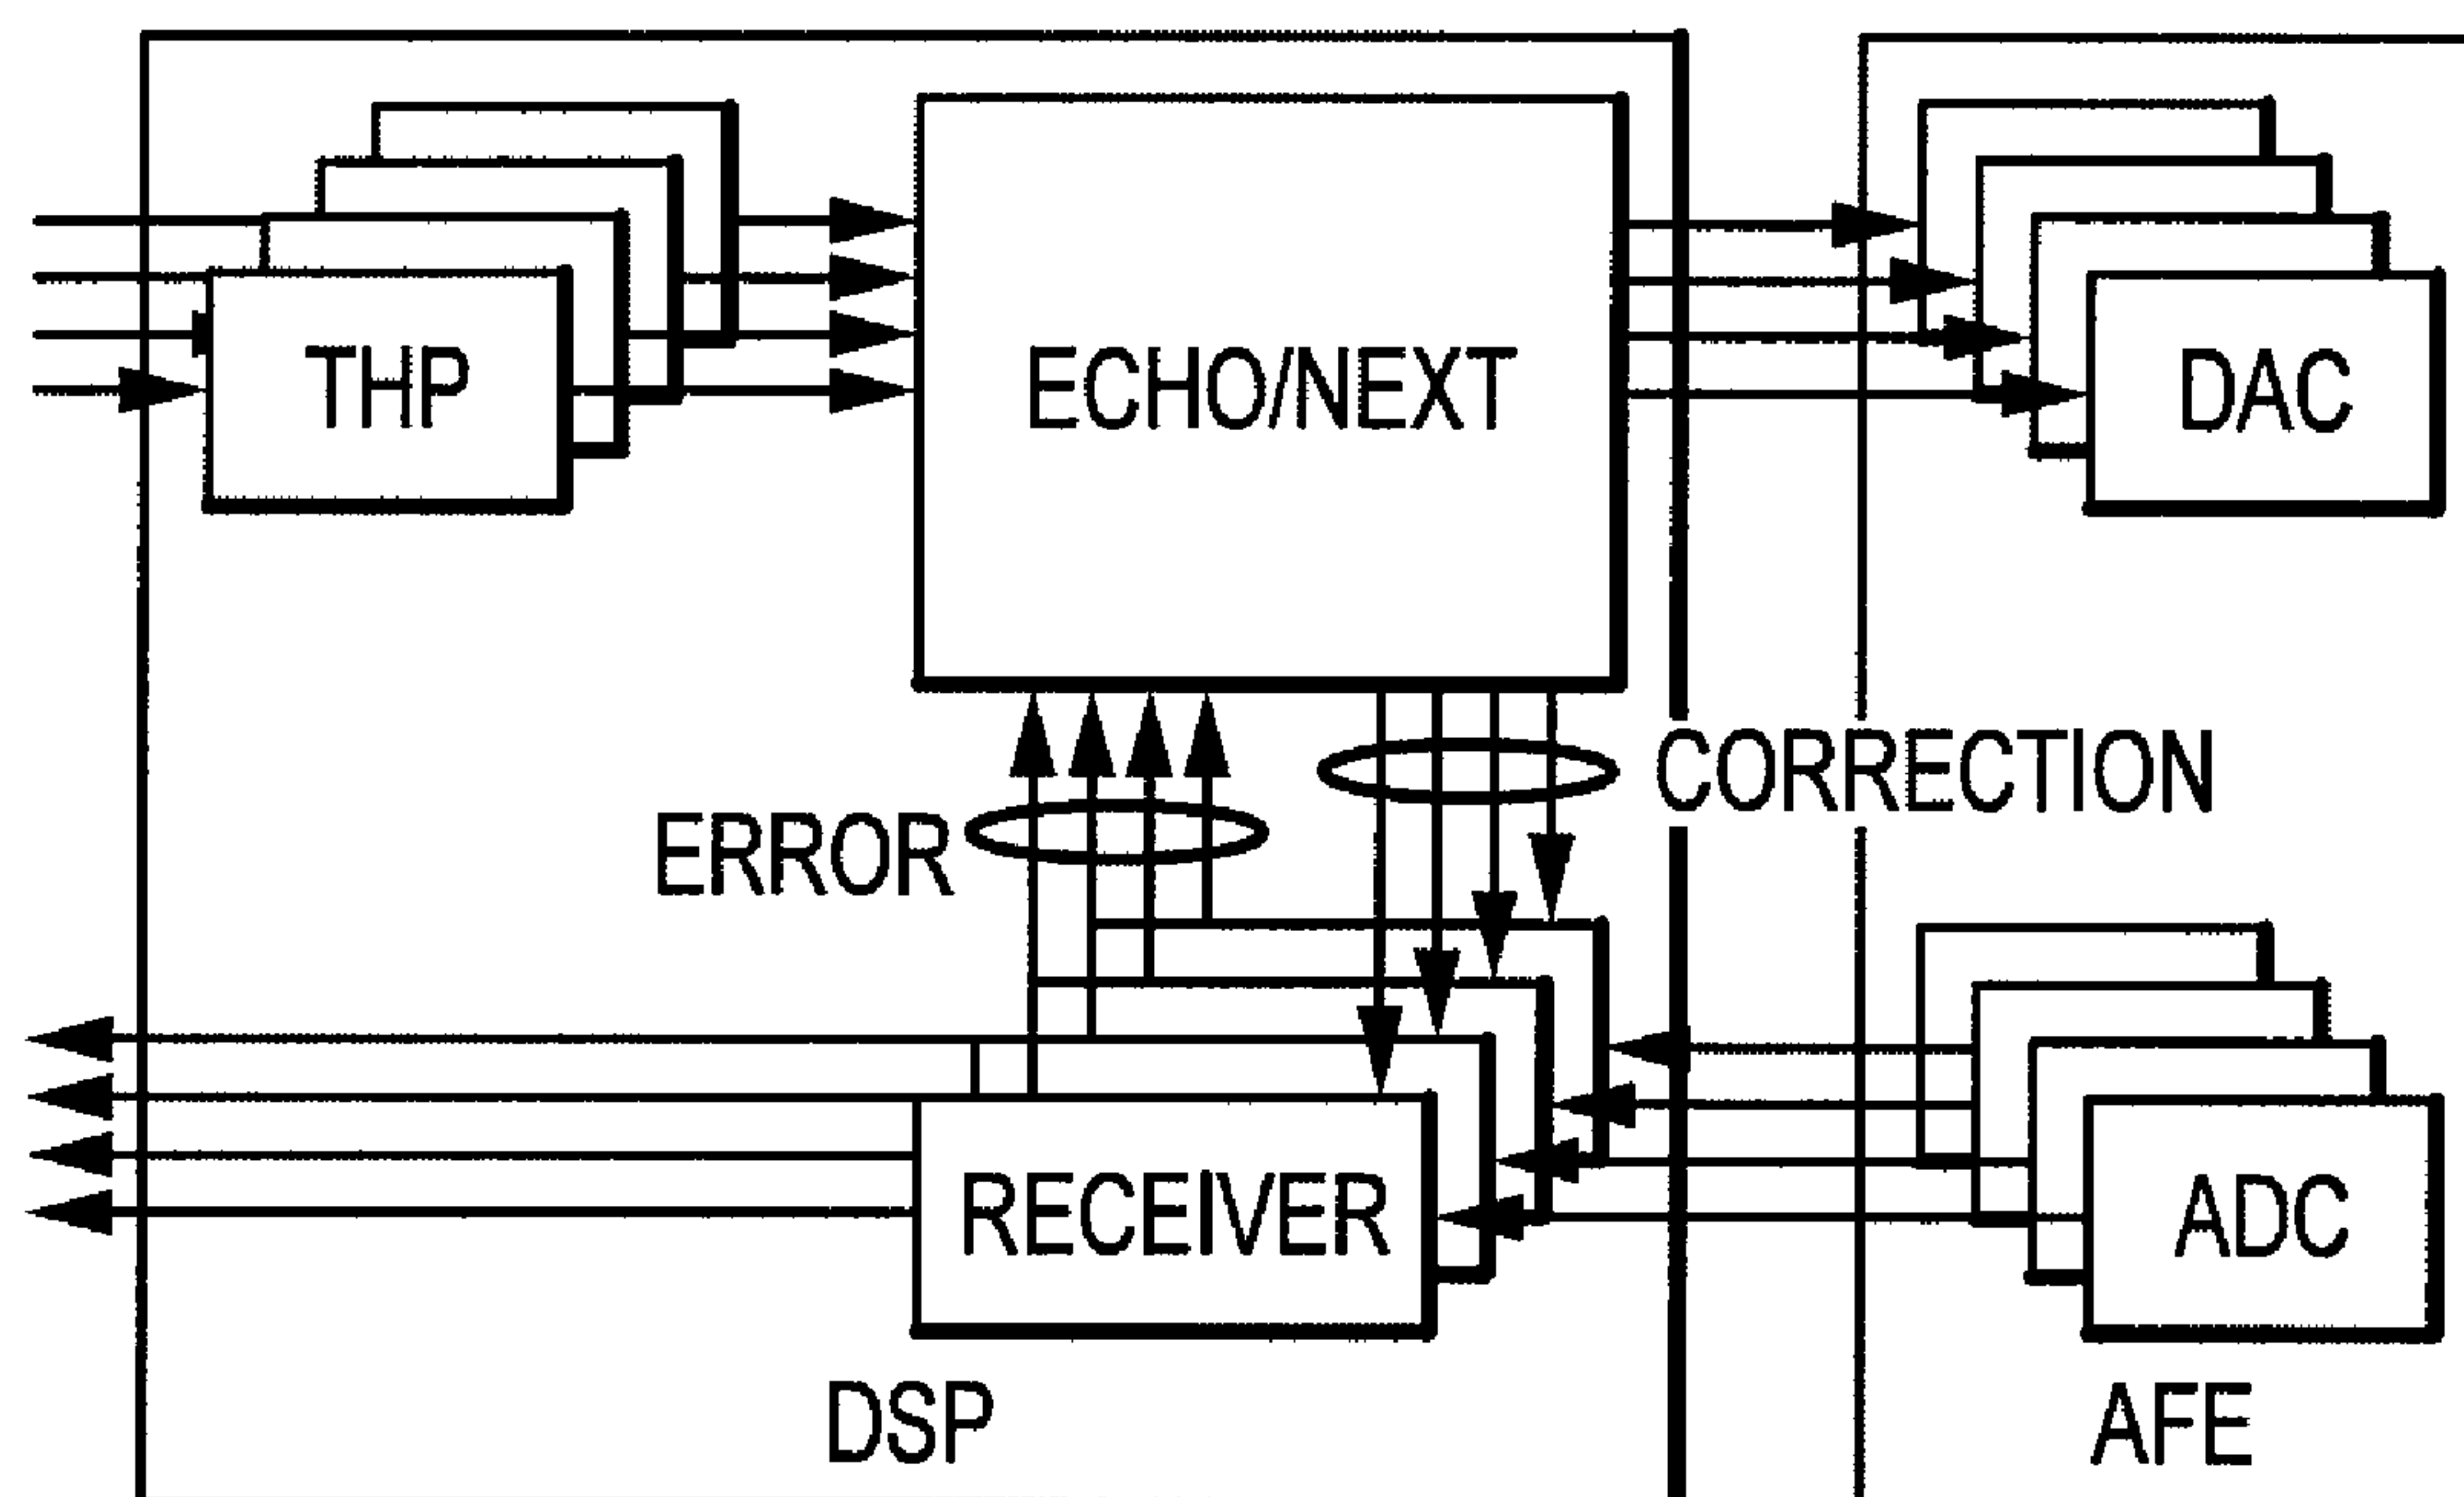 THP
ECHO/NEXT
DAC
CORRECTION
ERROR
RECEIVER
ADC
DSP
AFE